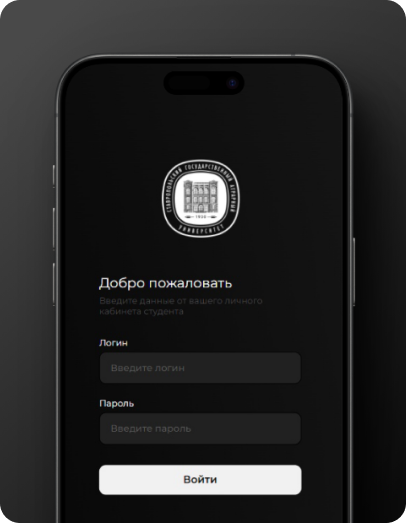 СТАВРОПОЛЬСКИЙ ГОСУДАРСТВЕННЫЙ АГРАРНЫЙ
1930
УНИВЕРСИТЕТ
Добро пожаловать
Введите данные от вашего личного
кабинета студента
Логин
Введите логин
Пароль
Введите пароль
Войти